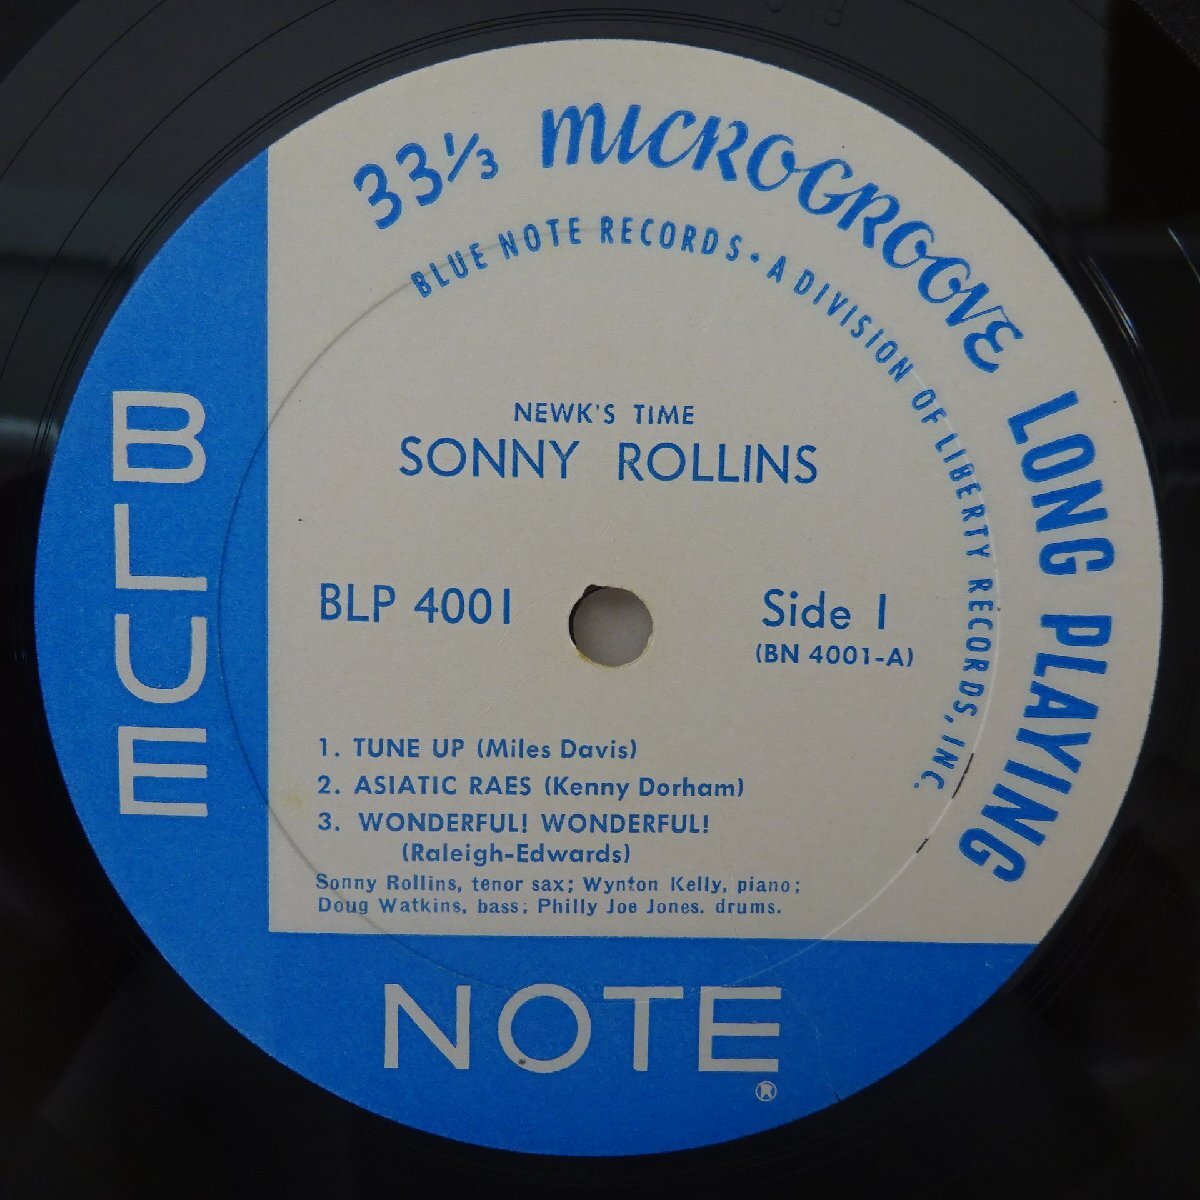 33⅓ MICROGROOVE LONG PLAYING
BLUE NOTE RECORDS • A DIVISION OF LIBERTY RECORDS, INC.
NEWK'S TIME
SONNY ROLLINS
BLP 4001
Side 1
(BN 4001-A)
1. TUNE UP (Miles Davis)
2. ASIATIC RAES (Kenny Dorham)
3. WONDERFUL! WONDERFUL!
(Raleigh-Edwards)
Sonny Rollins, tenor sax; Wynton Kelly, piano;
Doug Watkins, bass; Philly Joe Jones. drums.
BLUE
NOTE
®